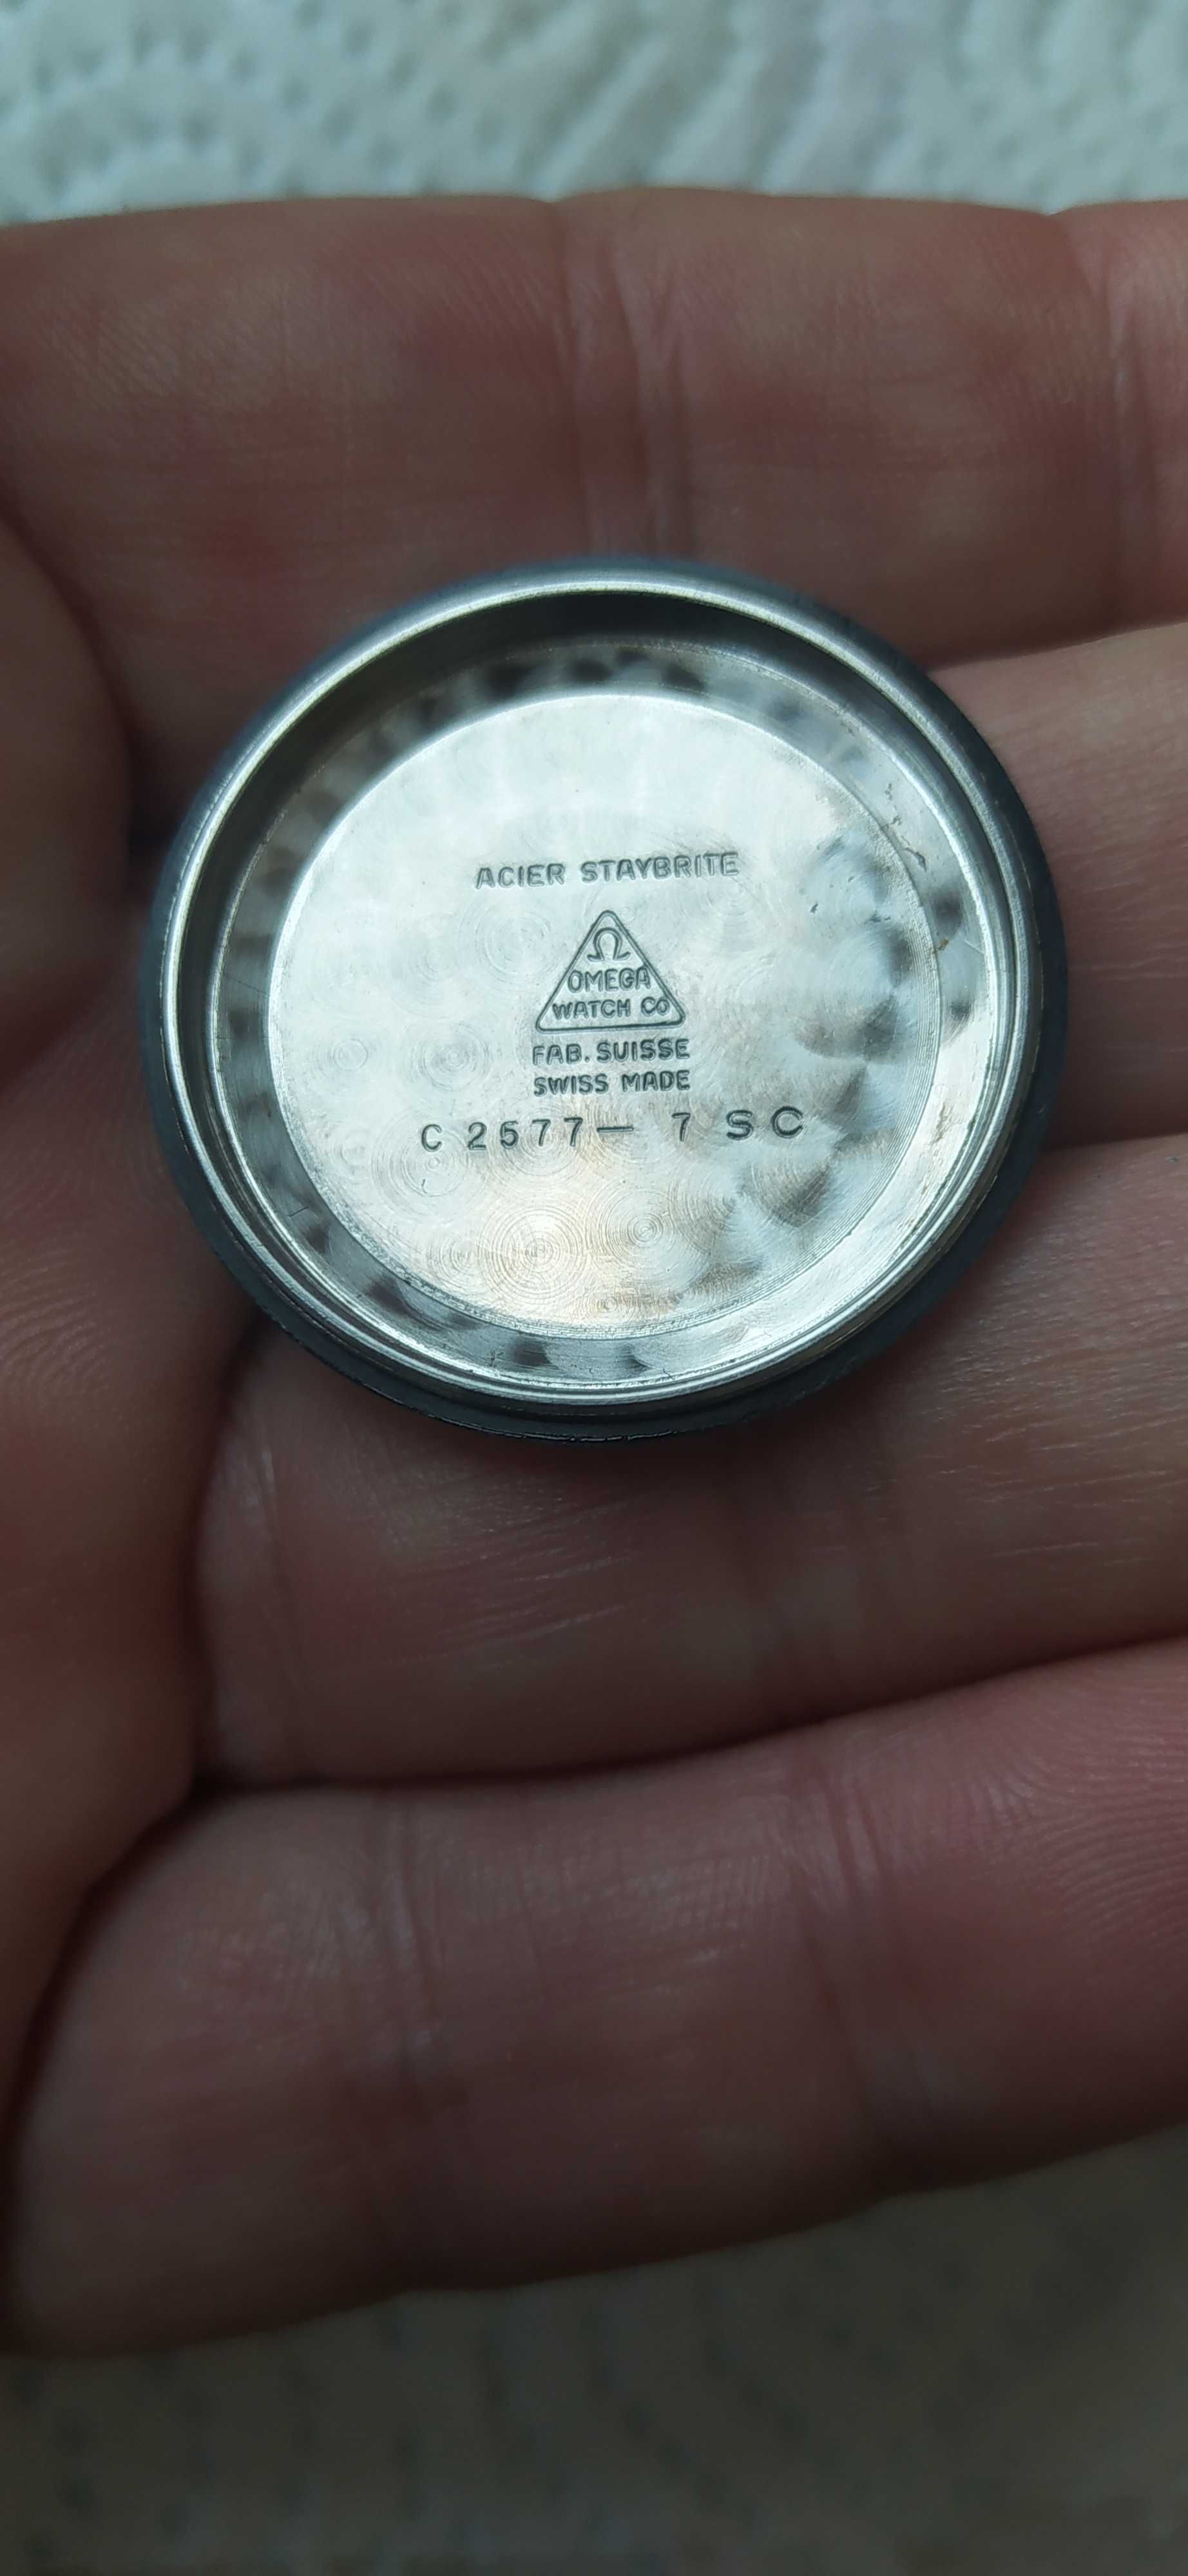 ACIER STAYBRITE
Ω
OMEGA
WATCH CO
FAB. SUISSE
SWISS MADE
C 2577— 7 SC